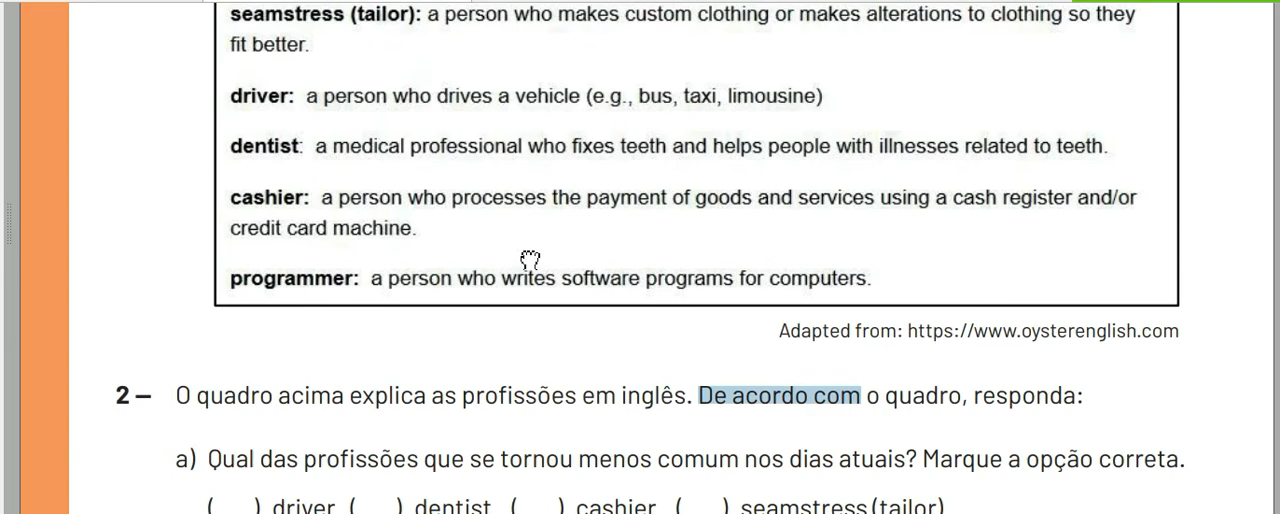 seamstress (tailor): a person who makes custom clothing or makes alterations to clothing so they
fit better.
driver: a person who drives a vehicle (e.g., bus, taxi, limousine)
dentist: a medical professional who fixes teeth and helps people with illnesses related to teeth.
cashier: a person who processes the payment of goods and services using a cash register and/or
credit card machine.
programmer: a person who writes software programs for computers.
Adapted from: https://www.oysterenglish.com
2 – O quadro acima explica as profissões em inglês. De acordo com o quadro, responda:
a) Qual das profissões que se tornou menos comum nos dias atuais? Marque a opção correta.
( ) driver ( ) dentist ( ) cashier ( ) seamstress (tailor)